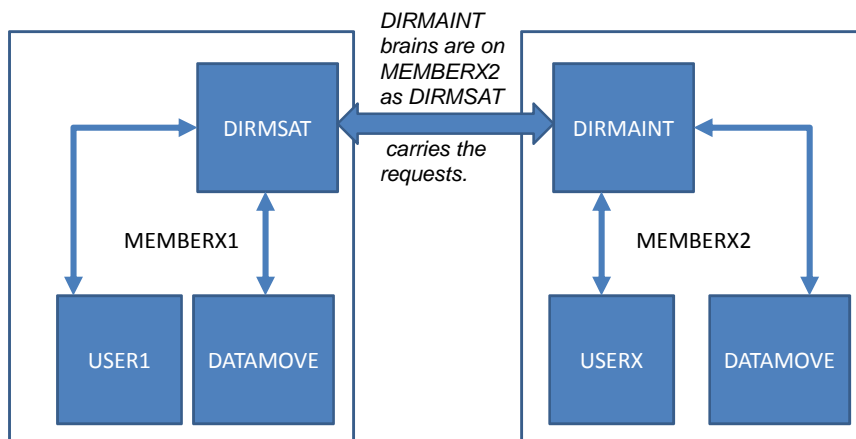 DIRMAINT
brains are on
MEMBERX2
as DIRMSAT
carries the
requests.
DIRMSAT
MEMBERX1
USER1
DATAMOVE
DIRMAINT
MEMBERX2
USERX
DATAMOVE